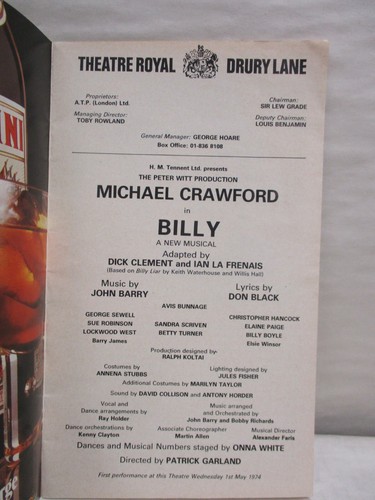 THEATRE ROYAL DRURY LANE
Proprietors:
A.T.P. (London) Ltd.
Managing Director:
TOBY ROWLAND
Chairman:
SIR LEW GRADE
Deputy Chairman:
LOUIS BENJAMIN
General Manager: GEORGE HOARE
Box Office: 01-836 8108
H. M. Tennent Ltd. presents
THE PETER WITT PRODUCTION
MICHAEL CRAWFORD
in
BILLY
A NEW MUSICAL
Adapted by
DICK CLEMENT and IAN LA FRENAIS
(Based on Billy Liar by Keith Waterhouse and Willis Hall)
Music by
JOHN BARRY
Lyrics by
DON BLACK
AVIS BUNNAGE
GEORGE SEWELL
CHRISTOPHER HANCOCK
SUE ROBINSON
SANDRA SCRIVEN
ELAINE PAIGE
LOCKWOOD WEST
BETTY TURNER
BILLY BOYLE
Barry James
Elsie Winsor
Production designed by
RALPH KOLTAI
Costumes by
ANNENA STUBBS
Lighting designed by
JULES FISHER
Additional Costumes by MARILYN TAYLOR
Sound by DAVID COLLISON and ANTONY HORDER
Vocal and
Dance arrangements by
Ray Holder
Music arranged
and Orchestrated by
John Barry and Bobby Richards
Dance orchestrations by
Kenny Clayton
Associate Choreographer
Martin Allen
Musical Director
Alexander Faris
Dances and Musical Numbers staged by ONNA WHITE
Directed by PATRICK GARLAND
First performance at this Theatre Wednesday 1st May 1974